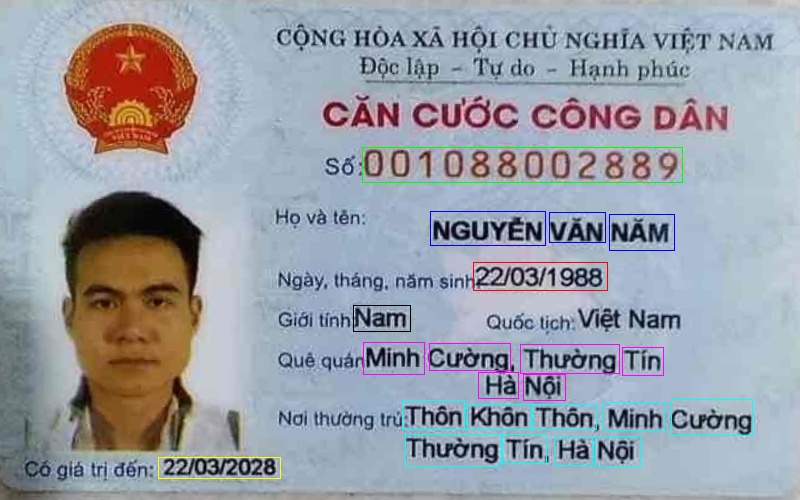 CỘNG HÒA XÃ HỘI CHỦ NGHĨA VIỆT NAM
Độc lập - Tự do - Hạnh phúc
CĂN CƯỚC CÔNG DÂN
Số: 001088002889
Họ và tên:
NGUYỄN VĂN NĂM
Ngày, tháng, năm sinh: 22/03/1988
Giới tính: Nam Quốc tịch: Việt Nam
Quê quán: Minh Cường, Thường Tín
Hà Nội
Nơi thường trú: Thôn Khôn Thôn, Minh Cường
Thường Tín, Hà Nội
Có giá trị đến: 22/03/2028